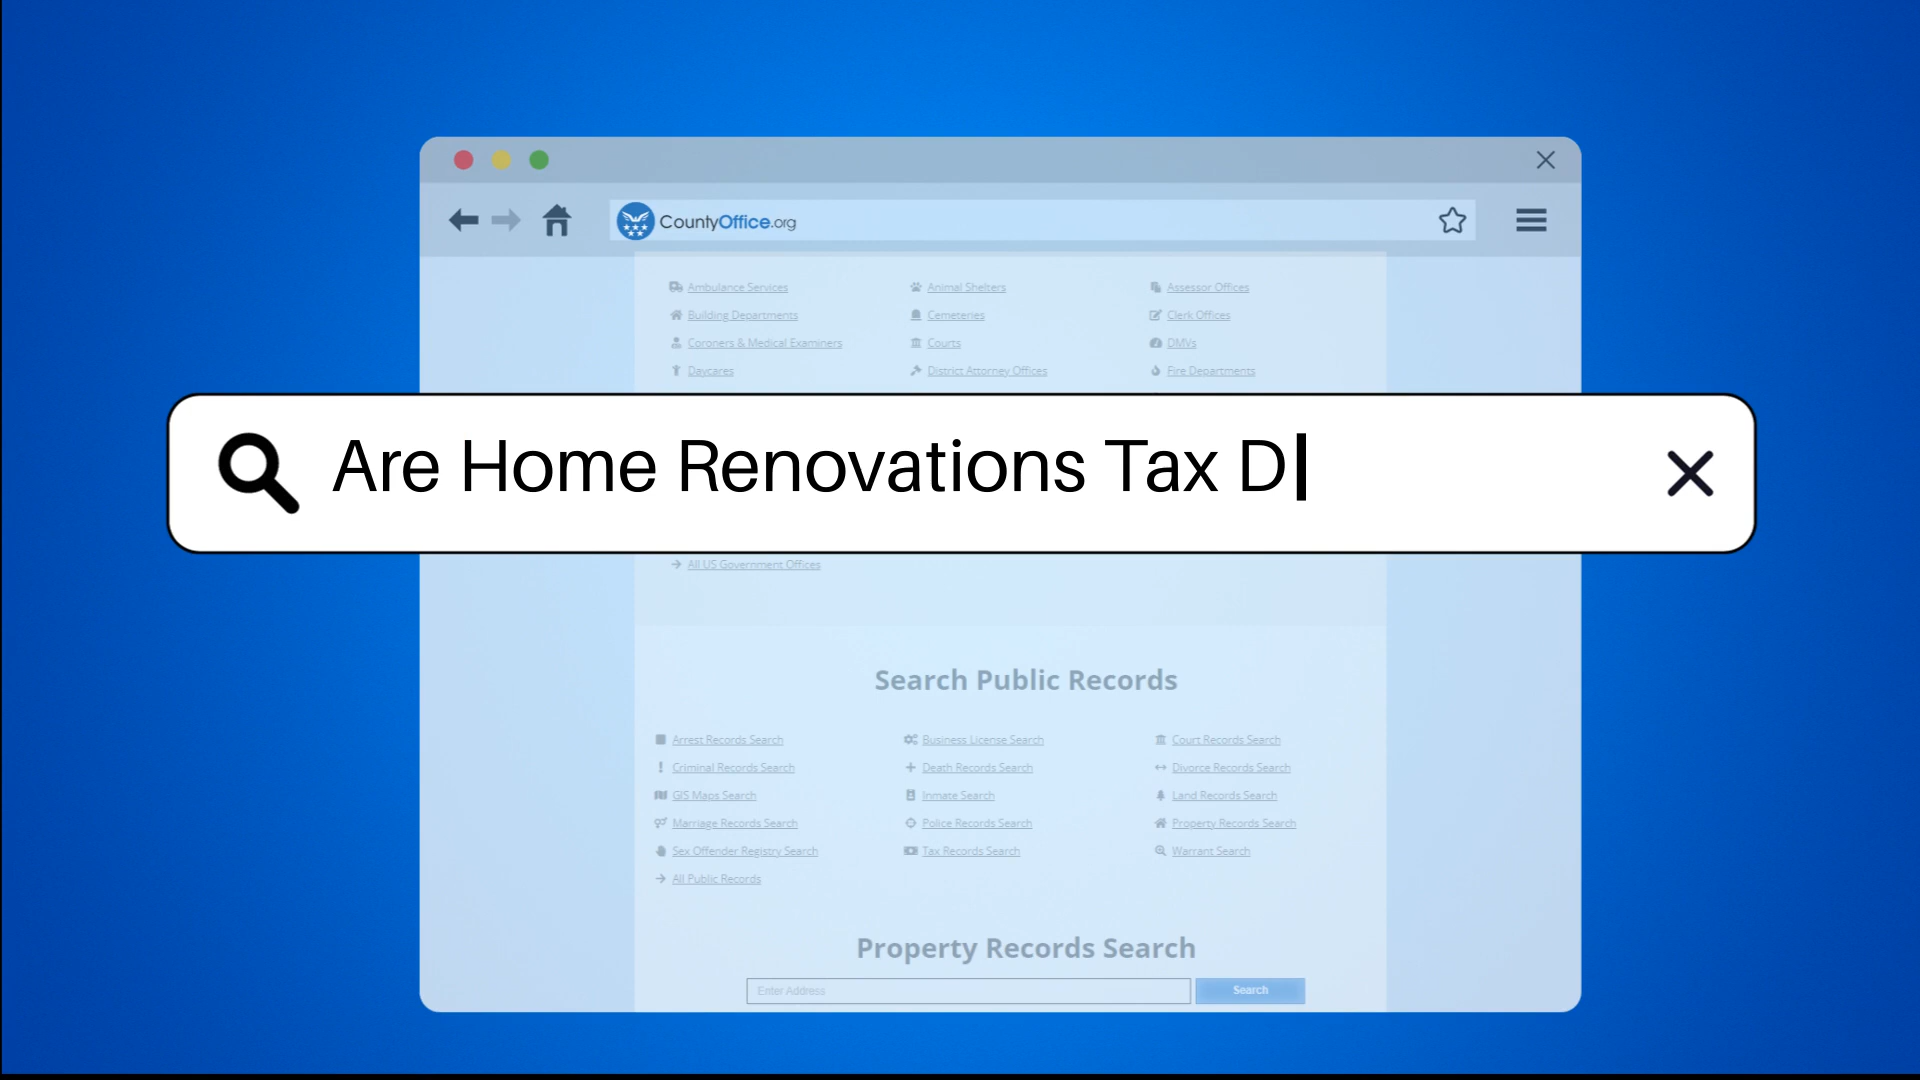 CountyOffice.org
Ambulance Services Animal Shelters Assessor Offices
Building Departments Cemeteries Clerk Offices
Coroners & Medical Examiners Courts DMVs
Daycares District Attorney Offices Fire Departments
Are Home Renovations Tax D
All US Government Offices
Search Public Records
Arrest Records Search Business License Search Court Records Search
Criminal Records Search Death Records Search Divorce Records Search
GIS Maps Search Inmate Search Land Records Search
Marriage Records Search Police Records Search Property Records Search
Sex Offender Registry Search Tax Records Search Warrant Search
All Public Records
Property Records Search
Enter Address Search